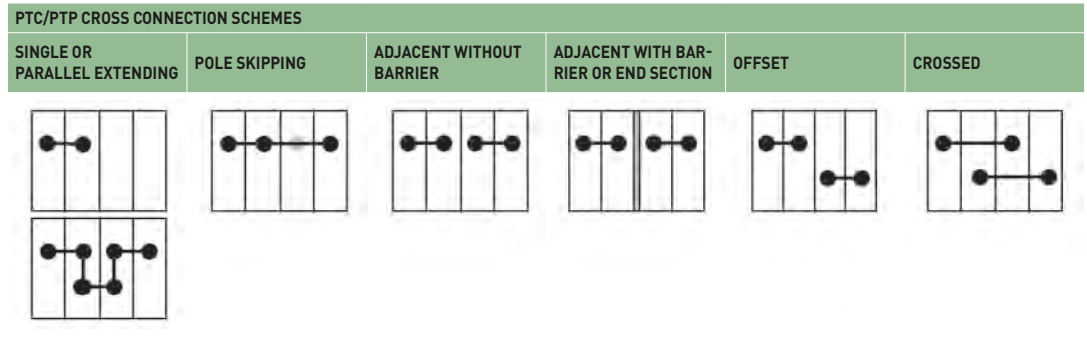 PTC/PTP CROSS CONNECTION SCHEMES
SINGLE OR
PARALLEL EXTENDING
POLE SKIPPING
ADJACENT WITHOUT
BARRIER
ADJACENT WITH BAR-
RIER OR END SECTION
OFFSET
CROSSED